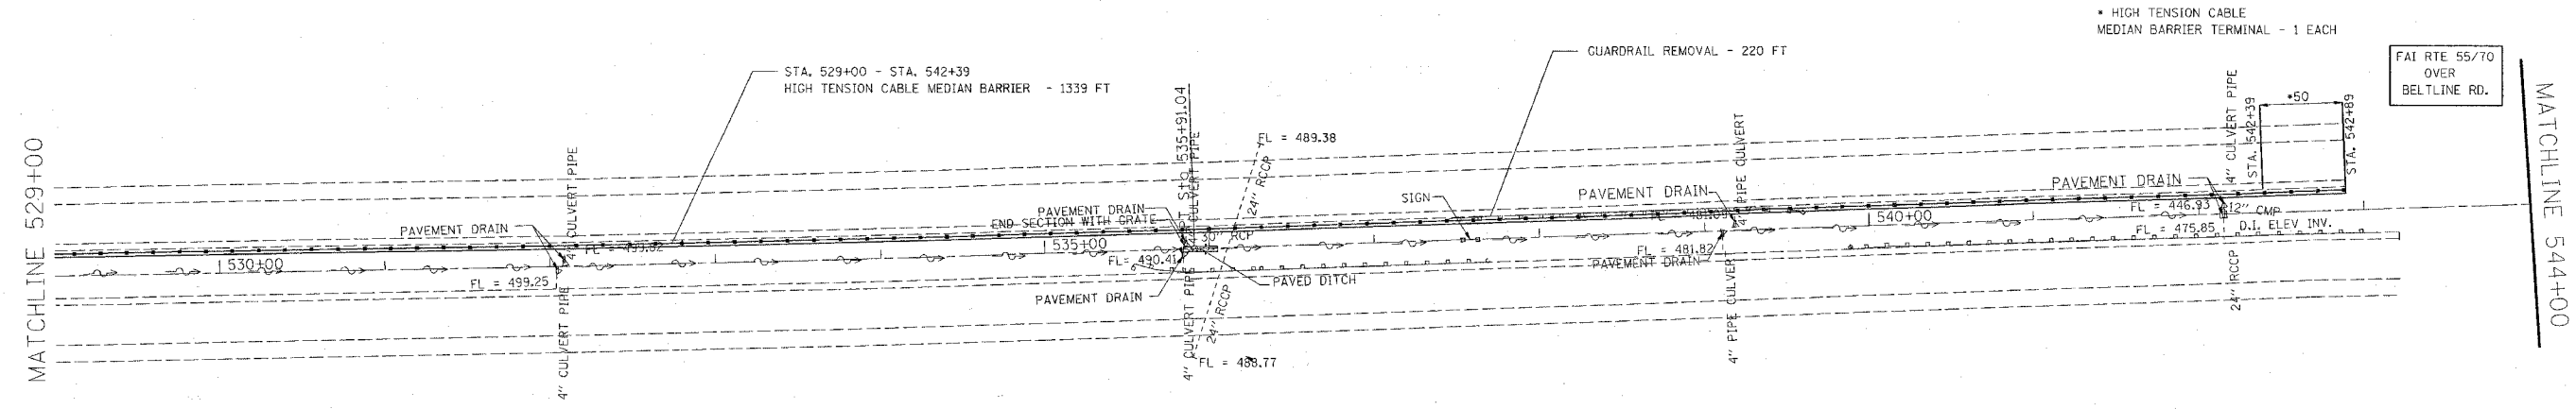 * HIGH TENSION CABLE
MEDIAN BARRIER TERMINAL - 1 EACH
FAI RTE 55/70
OVER
BELTLINE RD.
GUARDRAIL REMOVAL - 220 FT
STA. 529+00 - STA. 542+39
HIGH TENSION CABLE MEDIAN BARRIER - 1339 FT
MATCHLINE 529+00
MATCHLINE 544+00
4" CULVERT PIPE
PAVEMENT DRAIN
530+00
FL = 499.25
4" CULVERT PIPE
535+91.04
CULVERT PIPE
FL = 489.38
24" RCCP
PAVEMENT DRAIN
END SECTION WITH GRATE
30" RCP
535+00
FL = 490.41
PAVED DITCH
PAVEMENT DRAIN
4" CULVERT PIPE
24" RCCP
FL = 488.77
SIGN
PAVEMENT DRAIN
4" PIPE CULVERT
FL = 481.82
PAVEMENT DRAIN
4" PIPE CULVERT
540+00
PAVEMENT DRAIN
4" CULVERT PIPE
STA. 542+39
*50
STA. 542+89
FL = 446.93
12" CMP
FL = 475.85
D.I. ELEV INV.
24" RCCP